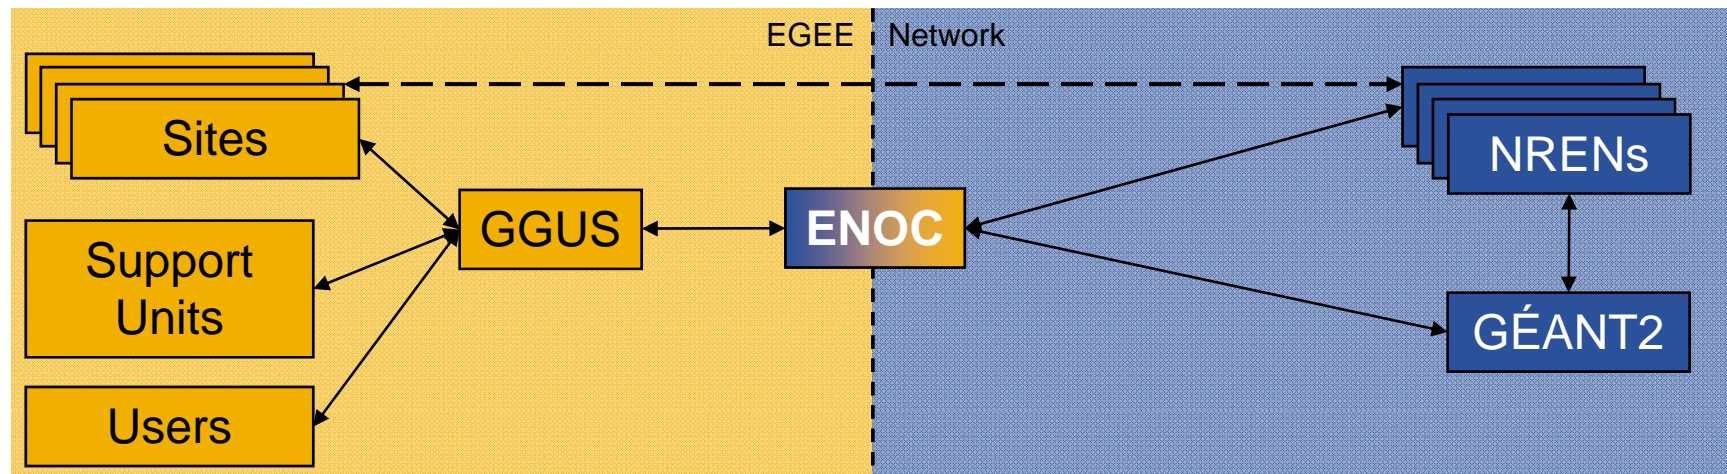 EGEE
Network
Sites
NRENs
GGUS
ENOC
Support
Units
GÉANT2
Users